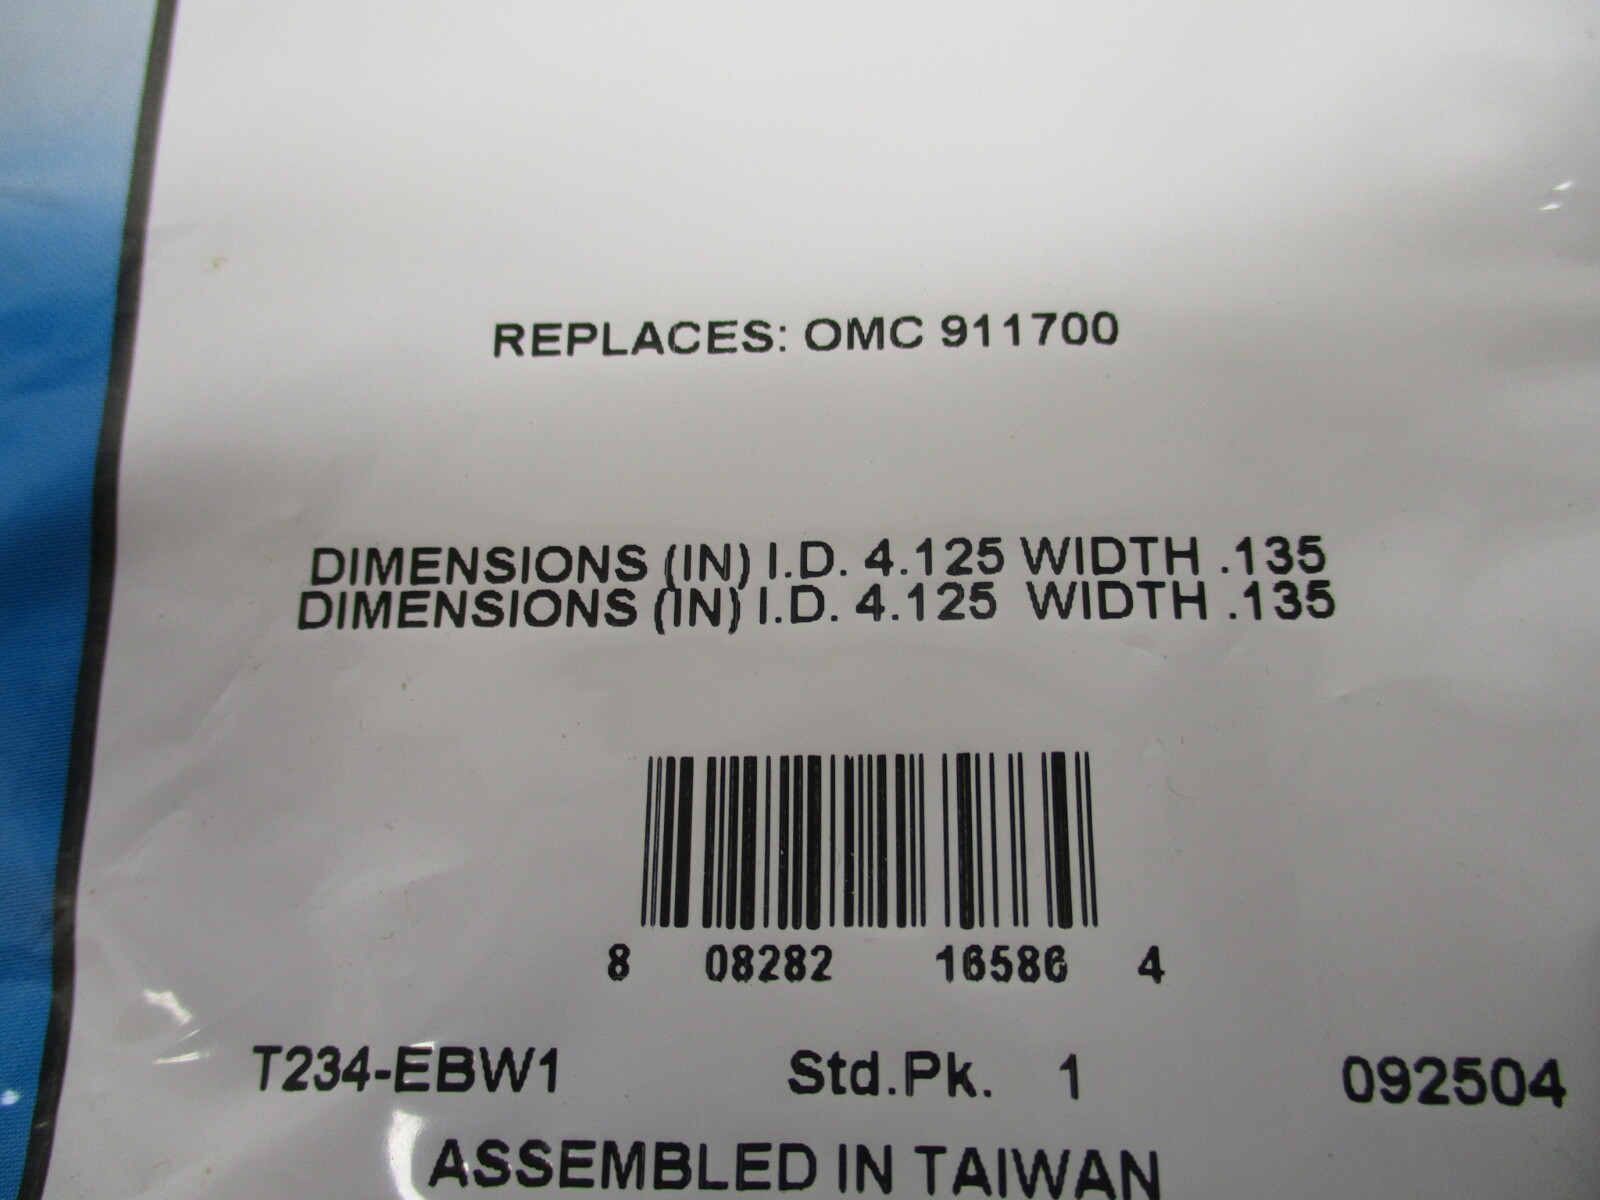 REPLACES: OMC 911700
DIMENSIONS (IN) I.D. 4.125 WIDTH .135
DIMENSIONS (IN) I.D. 4.125 WIDTH .135
8 08282 16586 4
T234-EBW1 Std.Pk. 1 092504
ASSEMBLED IN TAIWAN